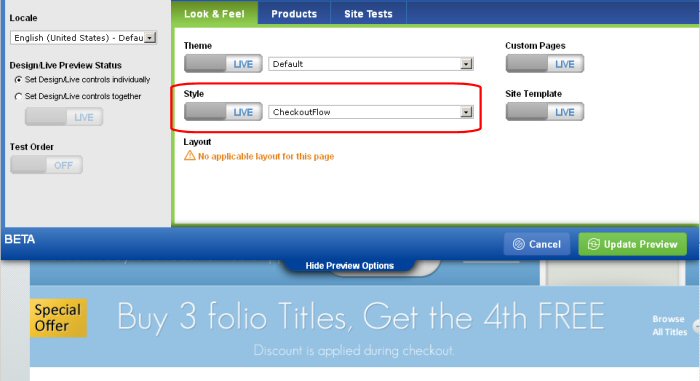 Locale
English (United States) - Defau
Design/Live Preview Status
Set Design/Live controls individually
Set Design/Live controls together
LIVE
Test Order
OFF
Look & Feel
Products
Site Tests
Theme
LIVE
Default
Custom Pages
LIVE
Style
LIVE
CheckoutFlow
Site Template
LIVE
Layout
No applicable layout for this page
BETA
Cancel
Update Preview
Hide Preview Options
Special
Offer
Buy 3 folio Titles, Get the 4th FREE
Discount is applied during checkout.
Browse
All Titles